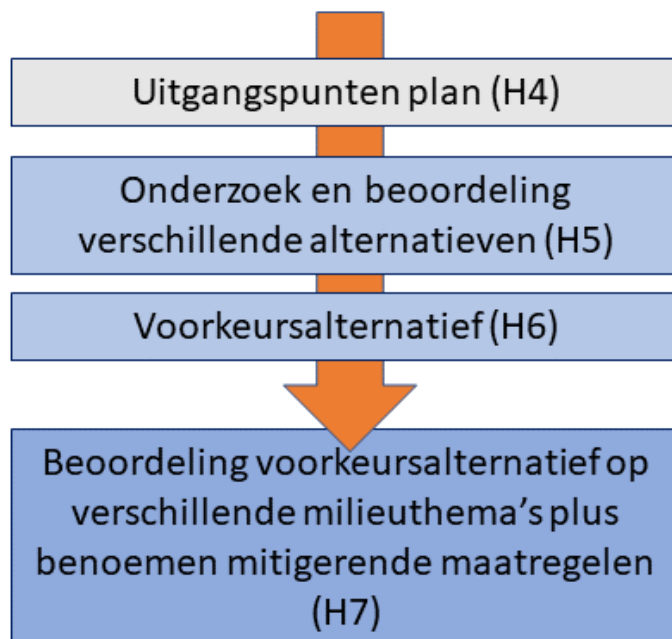 Uitgangspunten plan (H4)
Onderzoek en beoordeling
verschillende alternatieven (H5)
Voorkeursalternatief (H6)
Beoordeling voorkeursalternatief op
verschillende milieuthema's plus
benoemen mitigerende maatregelen
(H7)